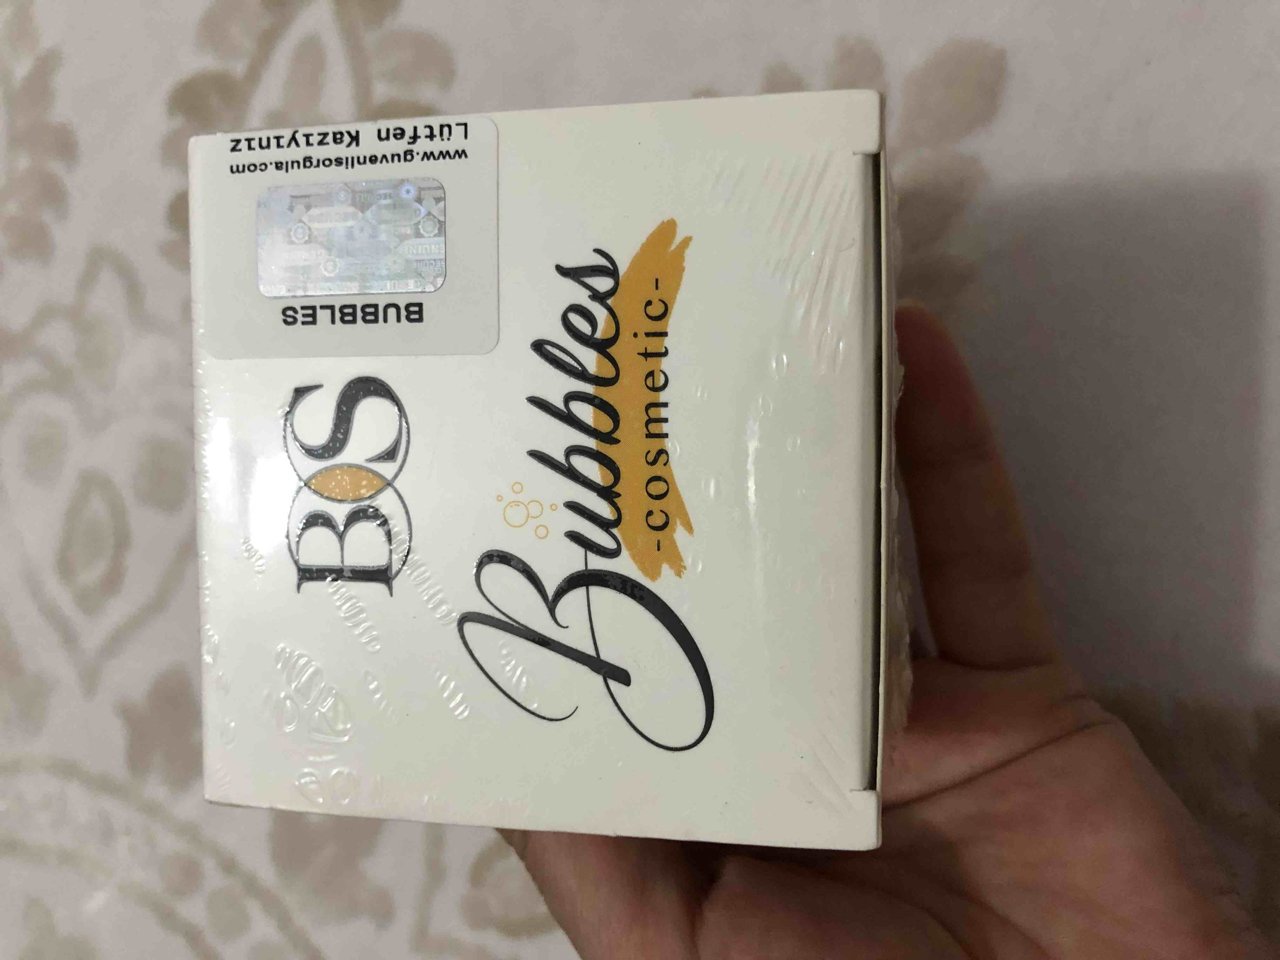 Lütfen Kazıyınız
www.guvenlisorgula.com
BUBBLES
BS
Bubbles
-cosmetic-